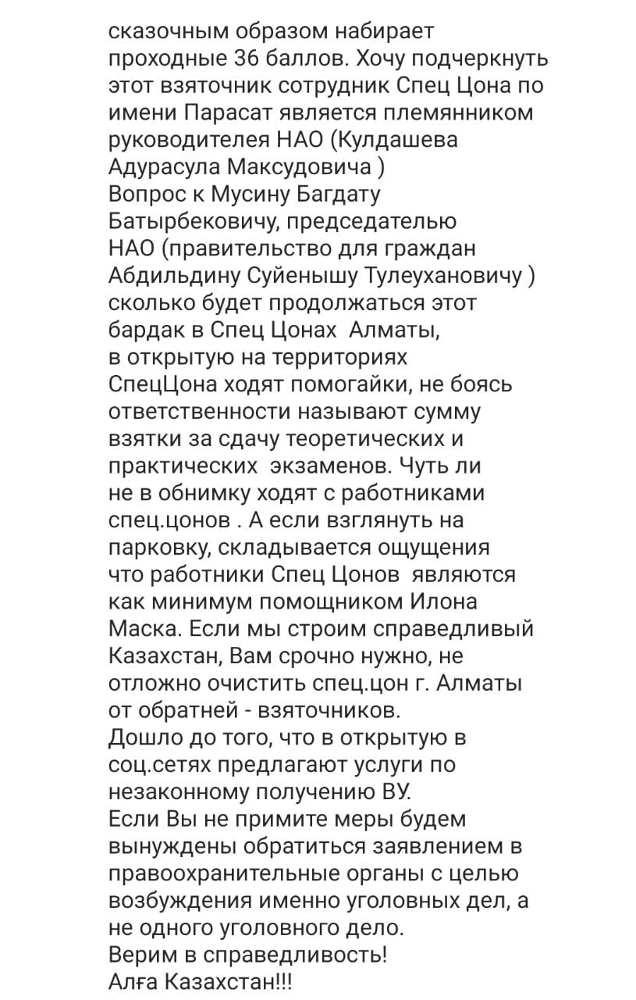 сказочным образом набирает
проходные 36 баллов. Хочу подчеркнуть
этот взяточник сотрудник Спец Цона по
имени Парасат является племянником
руководителея НАО (Кулдашева
Адурасула Максудовича )
Вопрос к Мусину Багдату
Батырбековичу, председателью
НАО (правительство для граждан
Абдильдину Суйенышу Тулеухановичу )
сколько будет продолжаться этот
бардак в Спец Цонах  Алматы,
в открытую на территориях
СпецЦона ходят помогайки, не боясь
ответственности называют сумму
взятки за сдачу теоретических и
практических  экзаменов. Чуть ли
не в обнимку ходят с работниками
спец.цонов . А если взглянуть на
парковку, складывается ощущения
что работники Спец Цонов  являются
как минимум помощником Илона
Маска. Если мы строим справедливый
Казахстан, Вам срочно нужно, не
отложно очистить спец.цон г. Алматы
от обратней - взяточников.
Дошло до того, что в открытую в
соц.сетях предлагают услуги по
незаконному получению ВУ.
Если Вы не примите меры будем
вынуждены обратиться заявлением в
правоохранительные органы с целью
возбуждения именно уголовных дел, а
не одного уголовного дело.
Верим в справедливость!
Алға Казахстан!!!